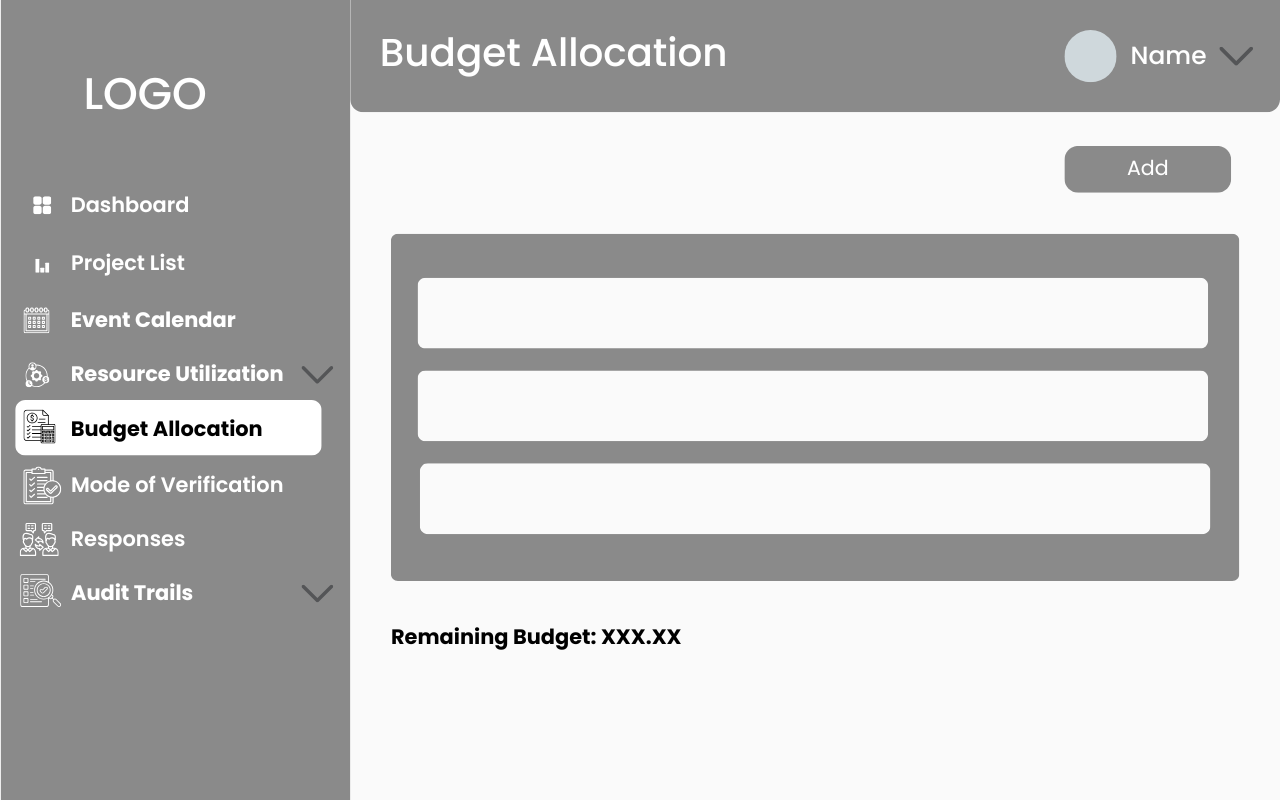 LOGO
Dashboard
Project List
Event Calendar
Resource Utilization
Budget Allocation
Mode of Verification
Responses
Audit Trails
Budget Allocation
Name
Add
Remaining Budget: XXX.XX